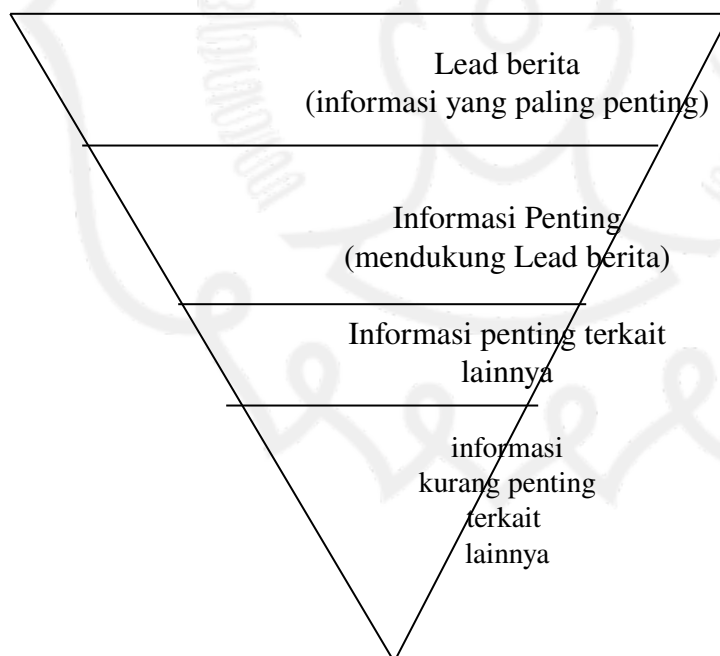 Lead berita
(informasi yang paling penting)
Informasi Penting
(mendukung Lead berita)
Informasi penting terkait
lainnya
informasi
kurang penting
terkait
lainnya